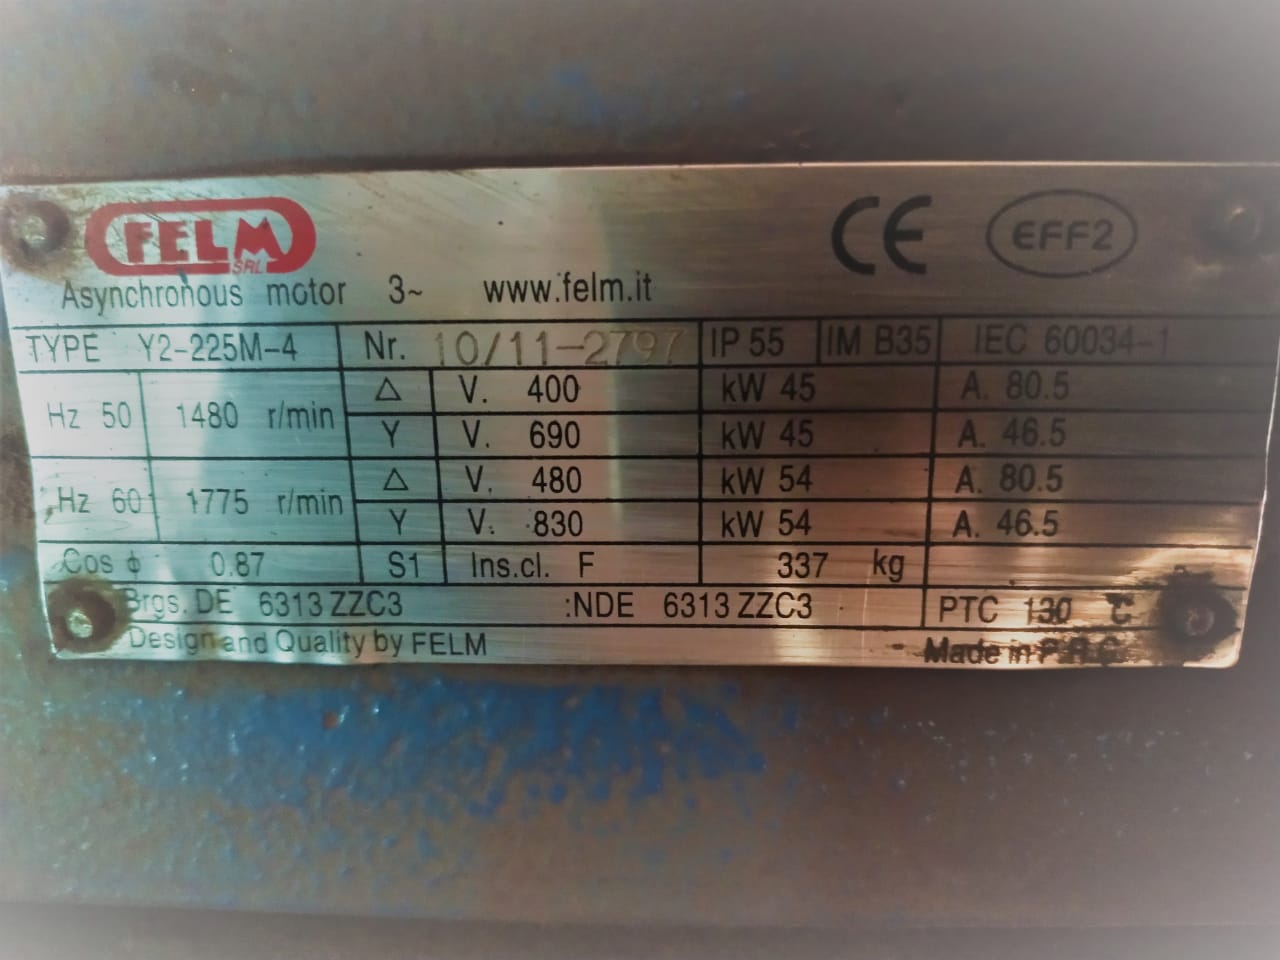 FELM
SRL
CE EFF2
Asynchronous motor 3~ www.felm.it
TYPE Y2-225M-4 Nr. 10/11-2797 IP 55 IM B35 IEC 60034-1
Hz 50 1480 r/min △ V. 400 kW 45 A. 80.5
Y V. 690 kW 45 A. 46.5
Hz 60 1775 r/min △ V. 480 kW 54 A. 80.5
Y V. 830 kW 54 A. 46.5
Cos ϕ 0.87 S1 Ins.cl. F 337 kg
Brgs. DE 6313 ZZC3 :NDE 6313 ZZC3 PTC 130 °C
Design and Quality by FELM Made in P.R.C.